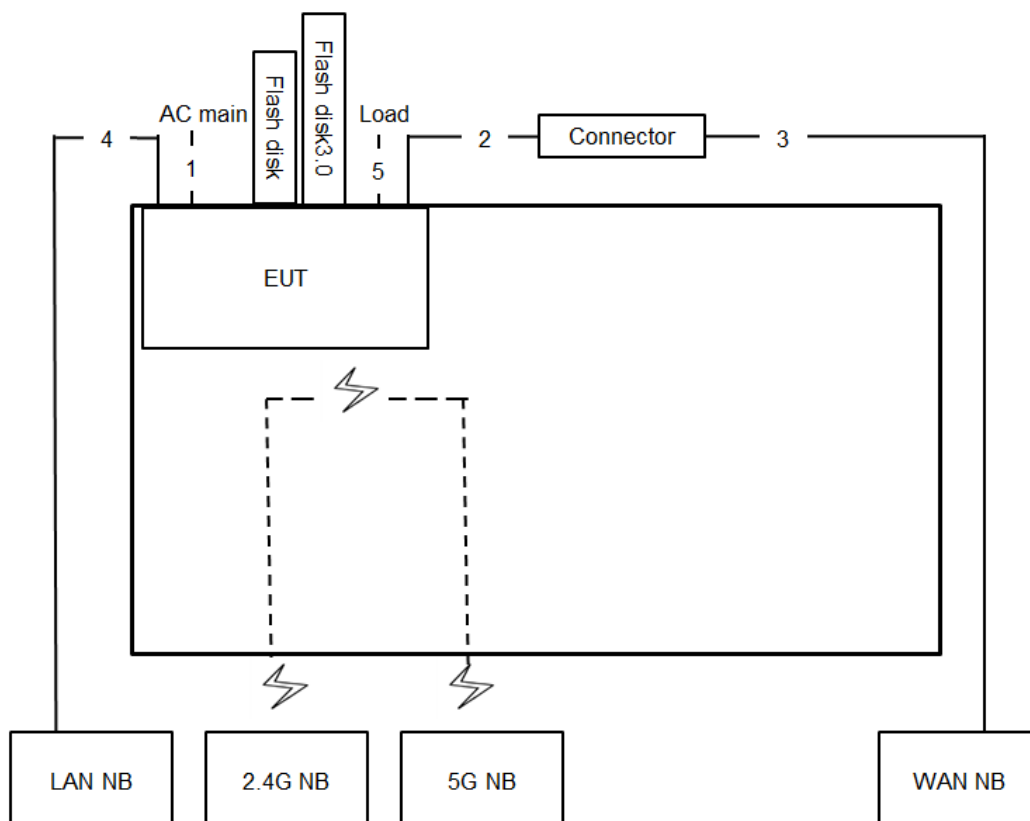 Flash disk
Flash disk3.0
AC main
Load
4
2
Connector
3
1
5
EUT
LAN NB
2.4G NB
5G NB
WAN NB